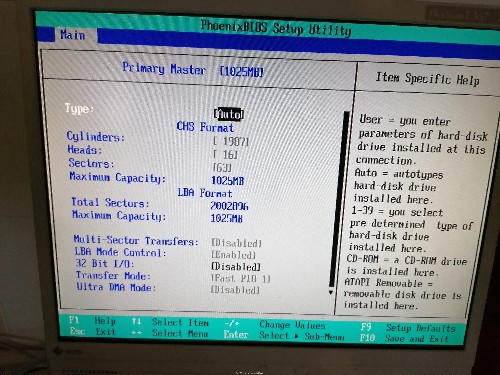 PhoenixBIOS Setup Utility
Main
Primary Master [1025MB]
Item Specific Help
Type: [Auto]
CHS Format
Cylinders: [ 1987]
Heads: [ 16]
Sectors: [63]
Maximum Capacity: 1025MB
LBA Format
Total Sectors: 2002896
Maximum Capacity: 1025MB
Multi-Sector Transfers: [Disabled]
LBA Mode Control: [Enabled]
32 Bit I/O: [Disabled]
Transfer Mode: [Fast PIO 1]
Ultra DMA Mode: [Disabled]
User = you enter
parameters of hard-disk
drive installed at this
connection.
Auto = autotypes
hard-disk drive
installed here.
1-39 = you select
pre-determined type of
hard-disk drive
installed here.
CD-ROM = a CD-ROM drive
is installed here.
ATAPI Removable =
removable disk drive is
installed here.
F1 Help ↑↓ Select Item -/+ Change Values F9 Setup Defaults
Esc Exit ↔ Select Menu Enter Select ▸ Sub-Menu F10 Save and Exit